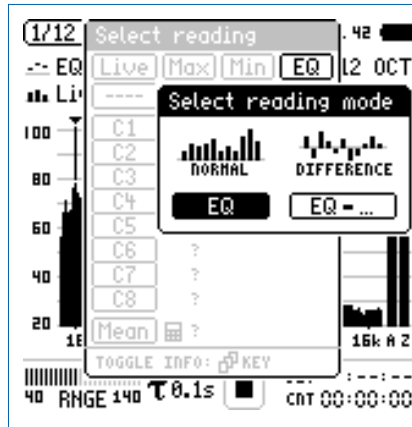 1/12 Select reading . 42
EQ Live Max Min EQ 12 OCT
Li ----
Select reading mode
NORMAL DIFFERENCE
EQ EQ - ...
100 C1
C2
80 C3
C4
60 C5
C6 ?
40 C7 ?
C8 ?
20 Mean ?
16 16k A Z
TOGGLE INFO: KEY
40 RNGE 140 τ 0.1s CNT 00:00:00
-:--:--